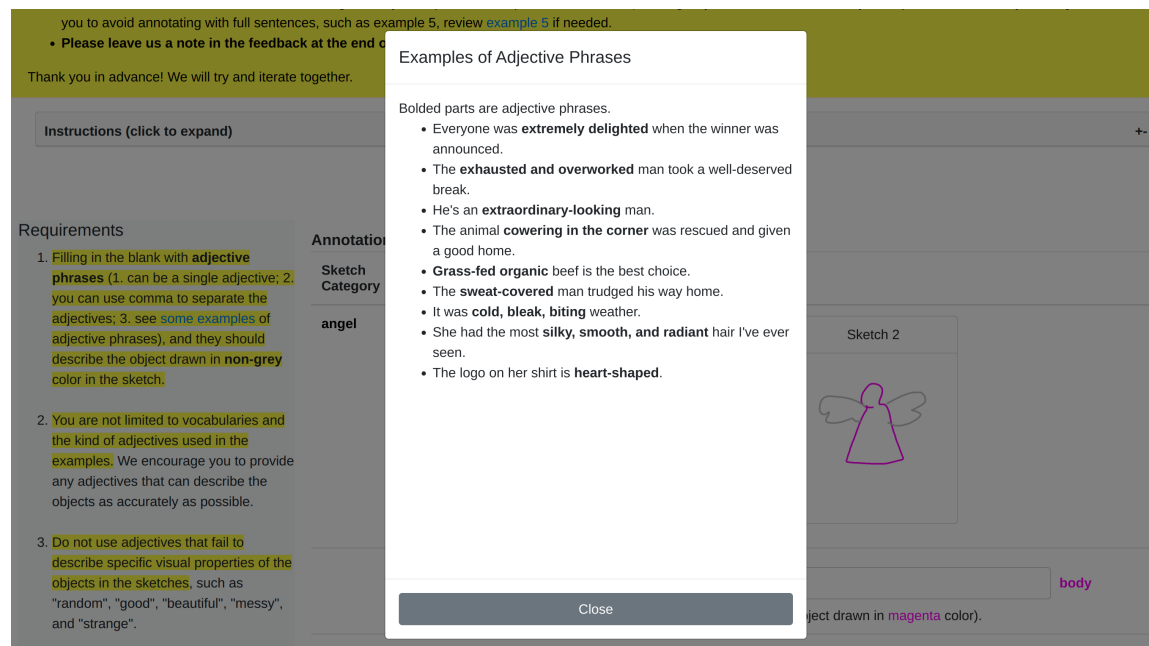 you to avoid annotating with full sentences, such as example 5, review example 5 if needed.
• Please leave us a note in the feedback at the end o
Thank you in advance! We will try and iterate together.
Instructions (click to expand)
+-
Requirements
1. Filling in the blank with adjective
phrases (1. can be a single adjective; 2.
you can use comma to separate the
adjectives; 3. see some examples of
adjective phrases), and they should
describe the object drawn in non-grey
color in the sketch.
2. You are not limited to vocabularies and
the kind of adjectives used in the
examples. We encourage you to provide
any adjectives that can describe the
objects as accurately as possible.
3. Do not use adjectives that fail to
describe specific visual properties of the
objects in the sketches, such as
"random", "good", "beautiful", "messy",
and "strange".
Annotation
Sketch
Category
angel
Examples of Adjective Phrases
Bolded parts are adjective phrases.
• Everyone was extremely delighted when the winner was
announced.
• The exhausted and overworked man took a well-deserved
break.
• He's an extraordinary-looking man.
• The animal cowering in the corner was rescued and given
a good home.
• Grass-fed organic beef is the best choice.
• The sweat-covered man trudged his way home.
• It was cold, bleak, biting weather.
• She had the most silky, smooth, and radiant hair I've ever
seen.
• The logo on her shirt is heart-shaped.
Close
Sketch 2
body
ject drawn in magenta color).